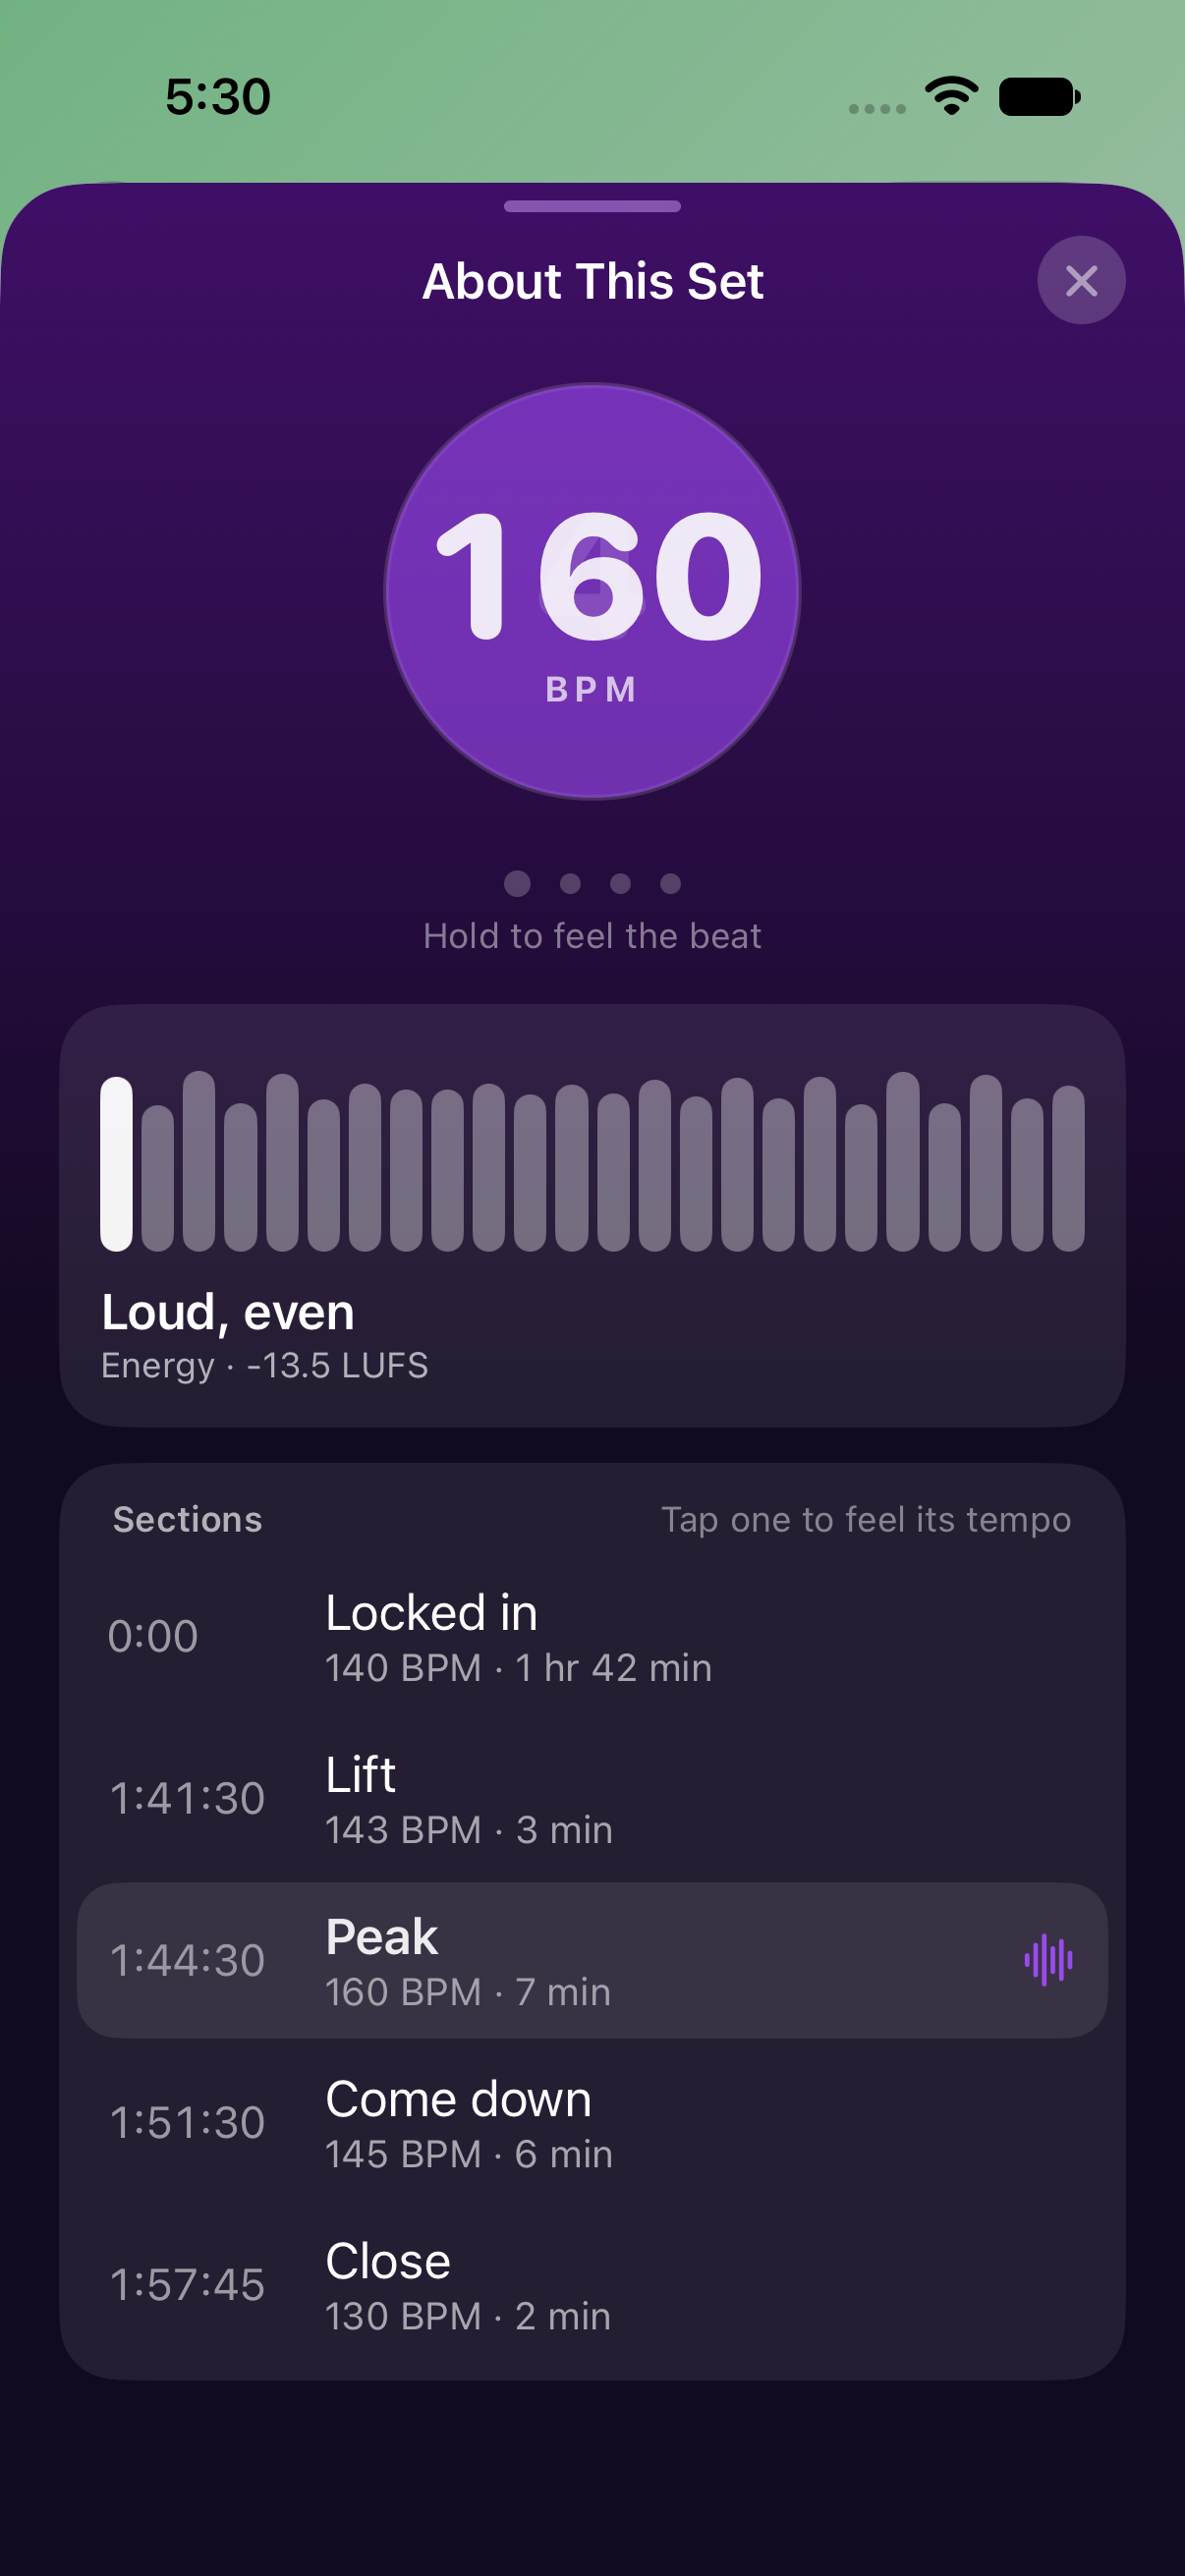 5:30
About This Set
160
BPM
Hold to feel the beat
Loud, even
Energy · -13.5 LUFS
Sections
Tap one to feel its tempo
0:00
Locked in
140 BPM · 1 hr 42 min
1:41:30
Lift
143 BPM · 3 min
1:44:30
Peak
160 BPM · 7 min
1:51:30
Come down
145 BPM · 6 min
1:57:45
Close
130 BPM · 2 min